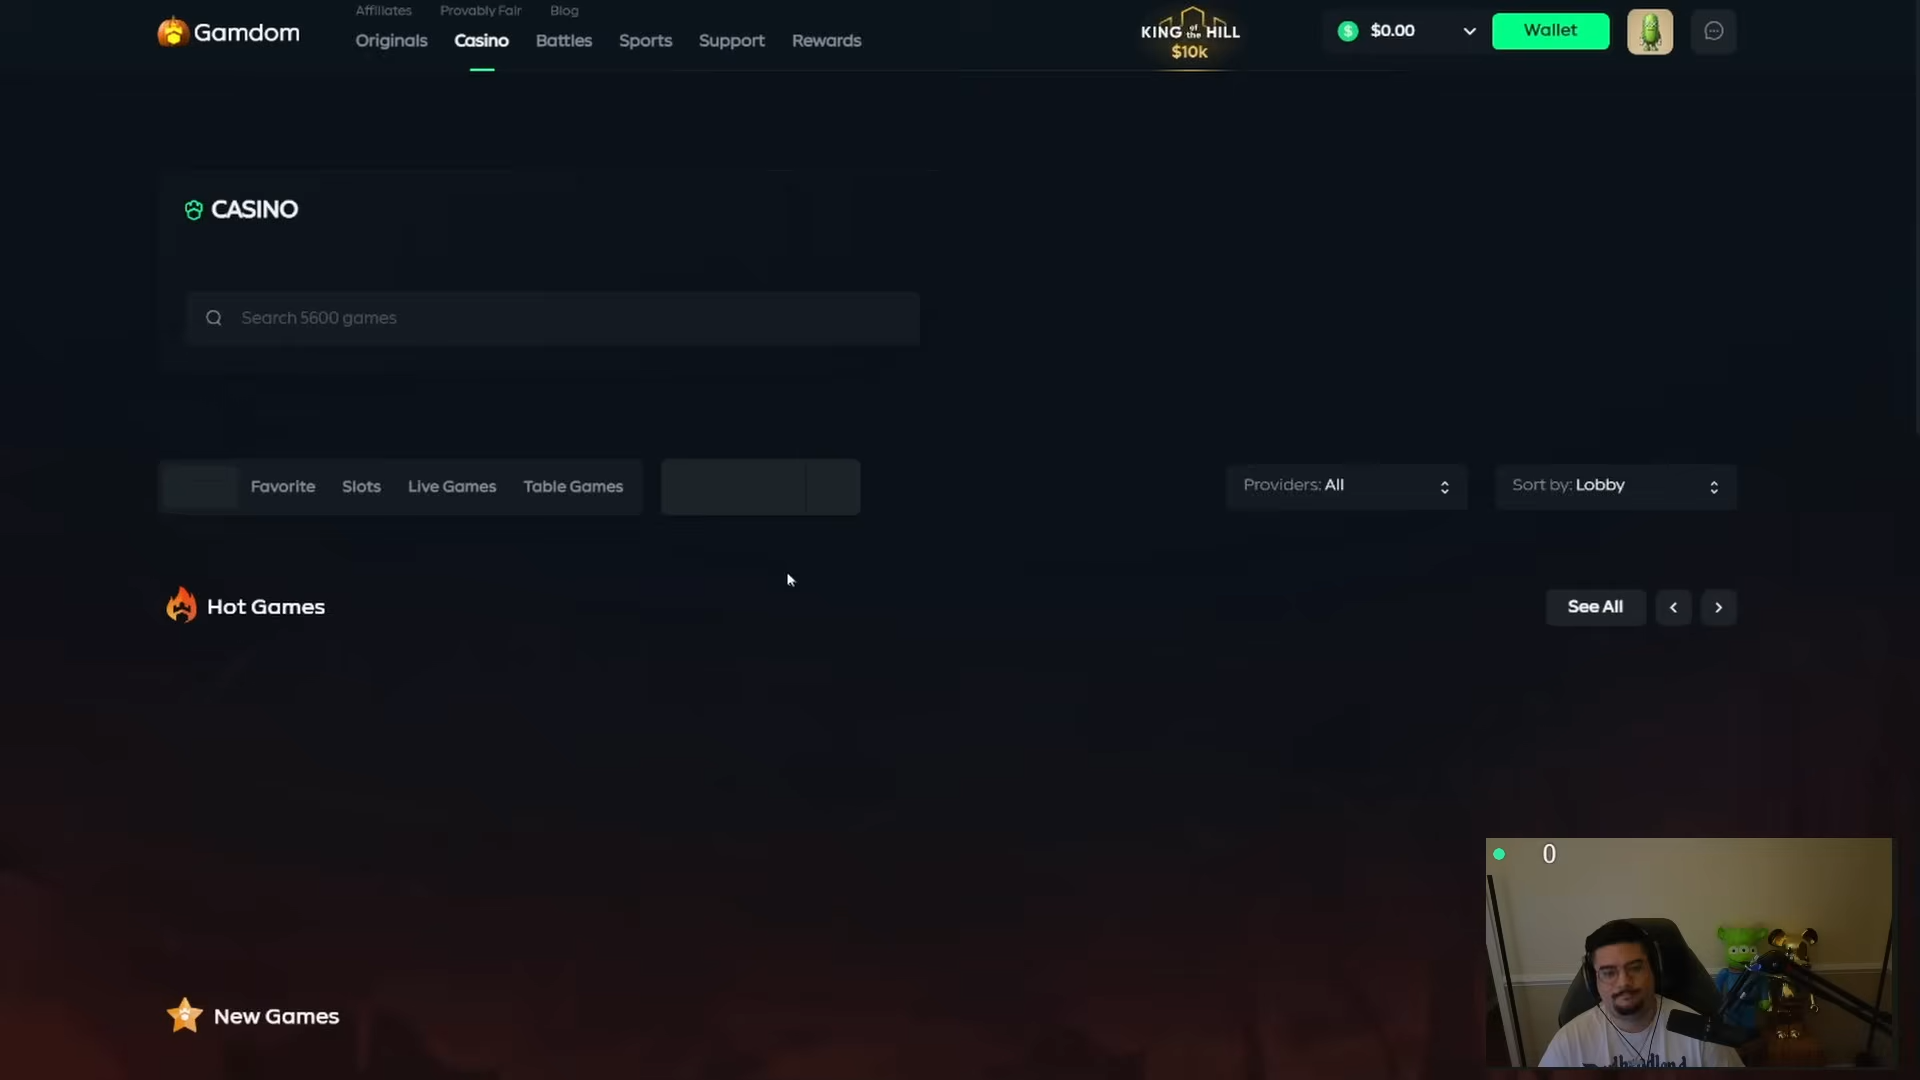 Affiliates Provably Fair Blog
Gamdom
Originals Casino Battles Sports Support Rewards
KING of the HILL
$10k
$ $0.00
Wallet
CASINO
Search 5600 games
Favorite Slots Live Games Table Games
Providers: All
Sort by: Lobby
Hot Games
See All
0
New Games